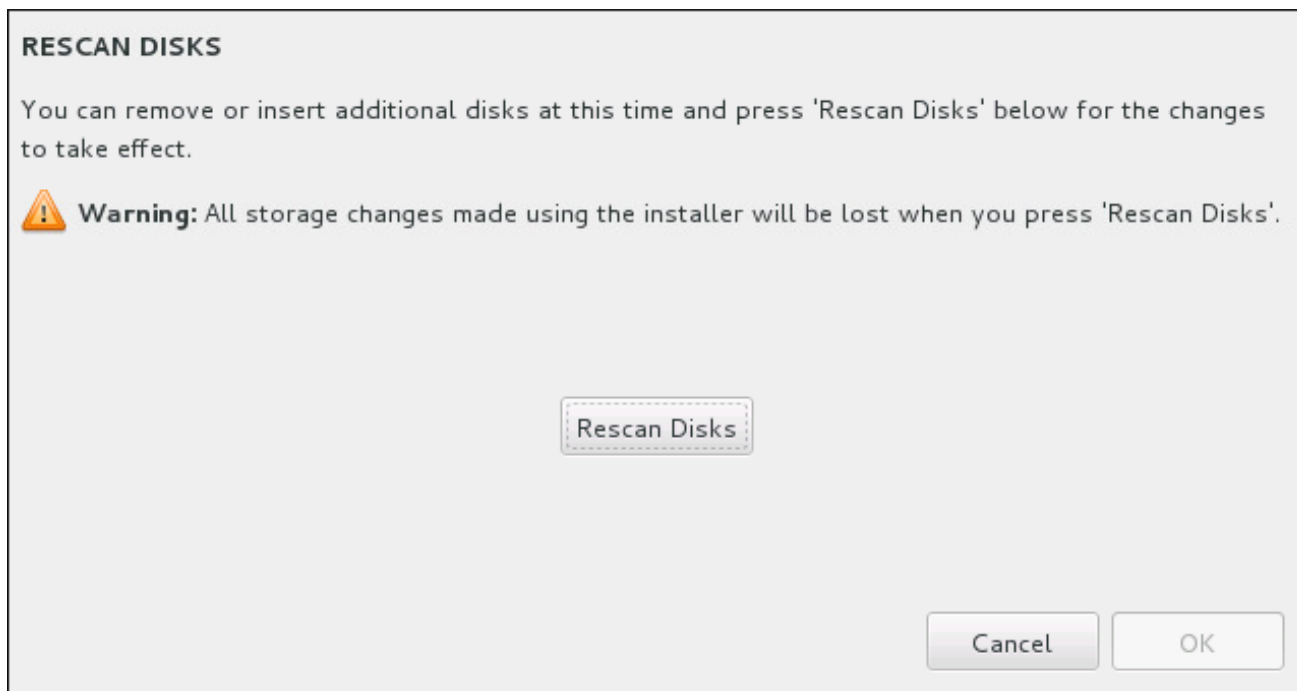 RESCAN DISKS
You can remove or insert additional disks at this time and press 'Rescan Disks' below for the changes
to take effect.
Warning: All storage changes made using the installer will be lost when you press 'Rescan Disks'.
Rescan Disks
Cancel
OK